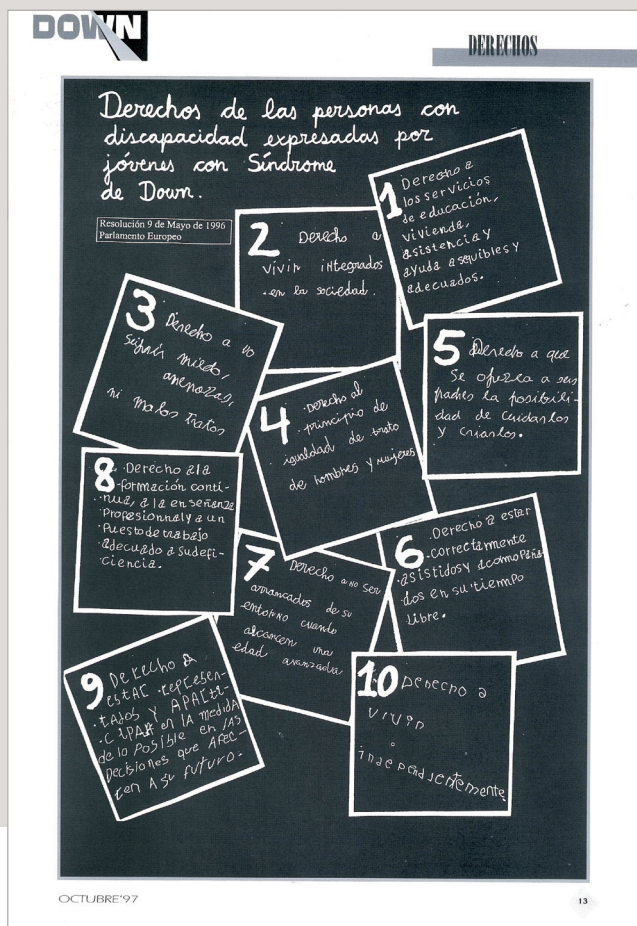 DOWN
DERECHOS
Derechos de las personas con
discapacidad expresadas por
jóvenes con Síndrome
de Down.
Resolución 9 de Mayo de 1996
Parlamento Europeo
1 Derecho a
los servicios
de educación,
vivienda,
asistencia y
ayuda asequibles y
adecuados.
2 Derecho a
vivir integrados
en la sociedad.
3 Derecho a no
sufrir miedo,
amenazas,
ni malos tratos
4 Derecho al
principio de
igualdad de trato
de hombres y mujeres
5 Derecho a que
se ofrezca a sus
padres la posibili-
dad de cuidarlos
y criarlos.
6 Derecho a estar
correctamente
asistidos y acompaña-
dos en su tiempo
libre.
7 Derecho a no ser
arrancados de su
entorno cuando
alcancen una
edad avanzada
8 Derecho a la
formación conti-
nua, a la enseñanza
Profesionnal y a un
Puesto de trabajo
adecuado a su defi-
ciencia.
9 Derecho a
estar represen-
tados y a parti-
cipar en la medida
de lo posible en las
Decisiones que afec-
ten a su futuro.
10 Derecho a
vivir
independientemente.
OCTUBRE'97
13